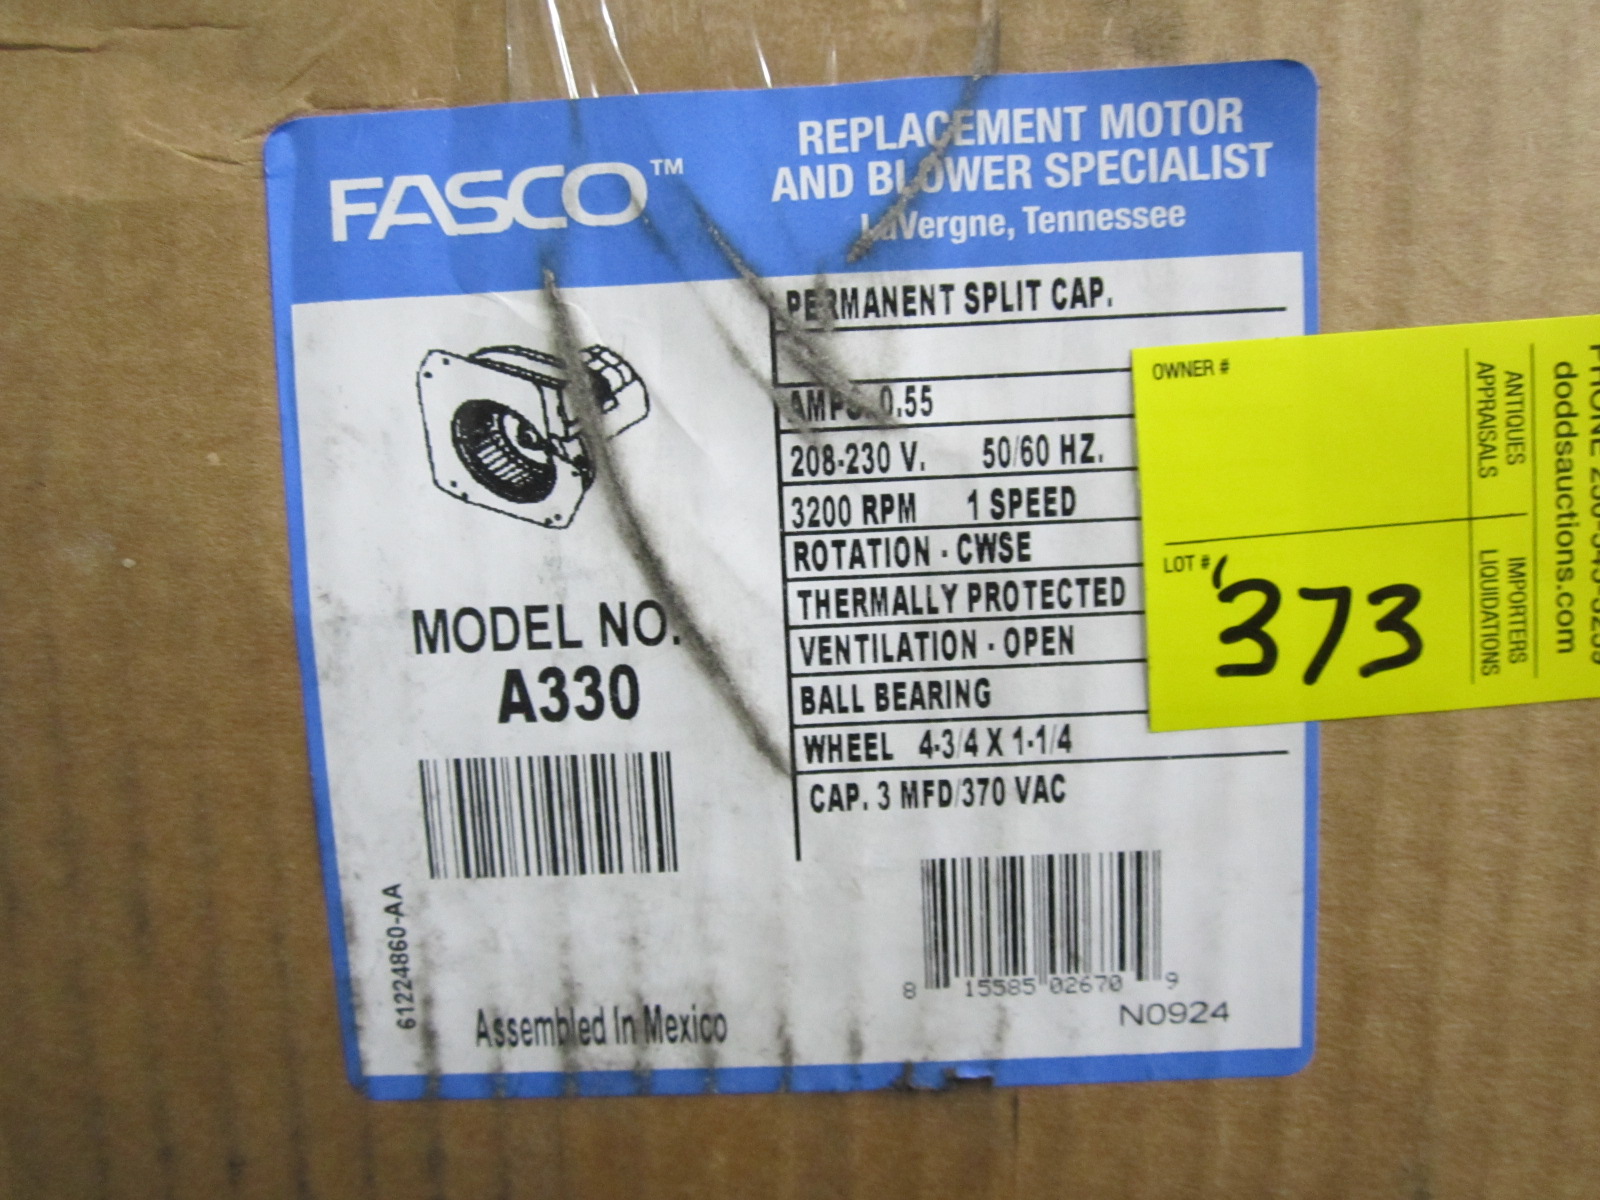 FASCO™
REPLACEMENT MOTOR
AND BLOWER SPECIALIST
LaVergne, Tennessee
PERMANENT SPLIT CAP.
AMPS 0.55
208-230 V. 50/60 HZ.
3200 RPM 1 SPEED
ROTATION - CWSE
THERMALLY PROTECTED
VENTILATION - OPEN
BALL BEARING
WHEEL 4-3/4 X 1-1/4
CAP. 3 MFD/370 VAC
MODEL NO.
A330
61224860-AA
Assembled In Mexico
8 15585 02670 9
N0924
OWNER #
LOT # 373
ANTIQUES
APPRAISALS
IMPORTERS
LIQUIDATIONS
doddsauctions.com